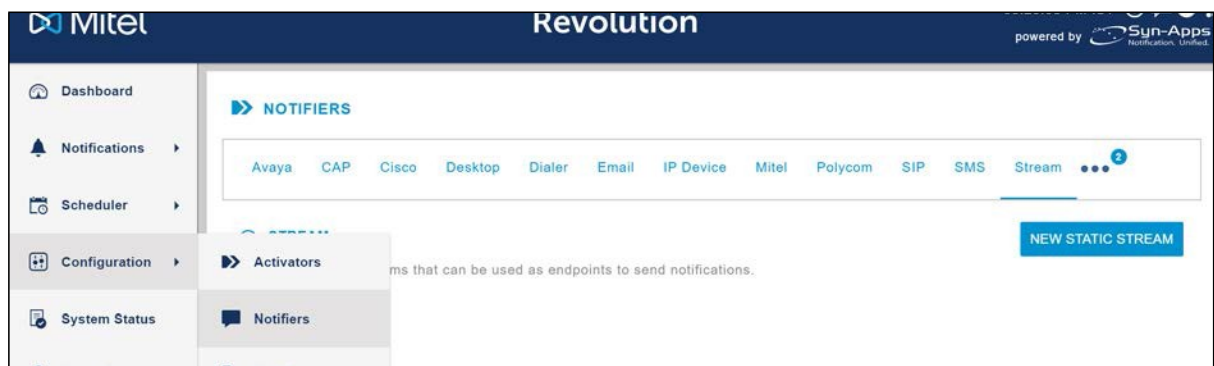 Mitel
Revolution
powered by Syn-Apps
Notification. Unified.
Dashboard
Notifications
Scheduler
Configuration
System Status
NOTIFIERS
Avaya CAP Cisco Desktop Dialer Email IP Device Mitel Polycom SIP SMS Stream 2
NEW STATIC STREAM
Activators
Notifiers
that can be used as endpoints to send notifications.